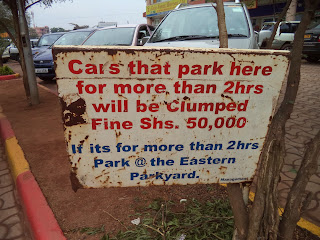 Cars that park here
for more than 2hrs
will be Clumped
Fine Shs. 50,000
If its for more than 2hrs
Park @ the Eastern
Parkyard.
Management